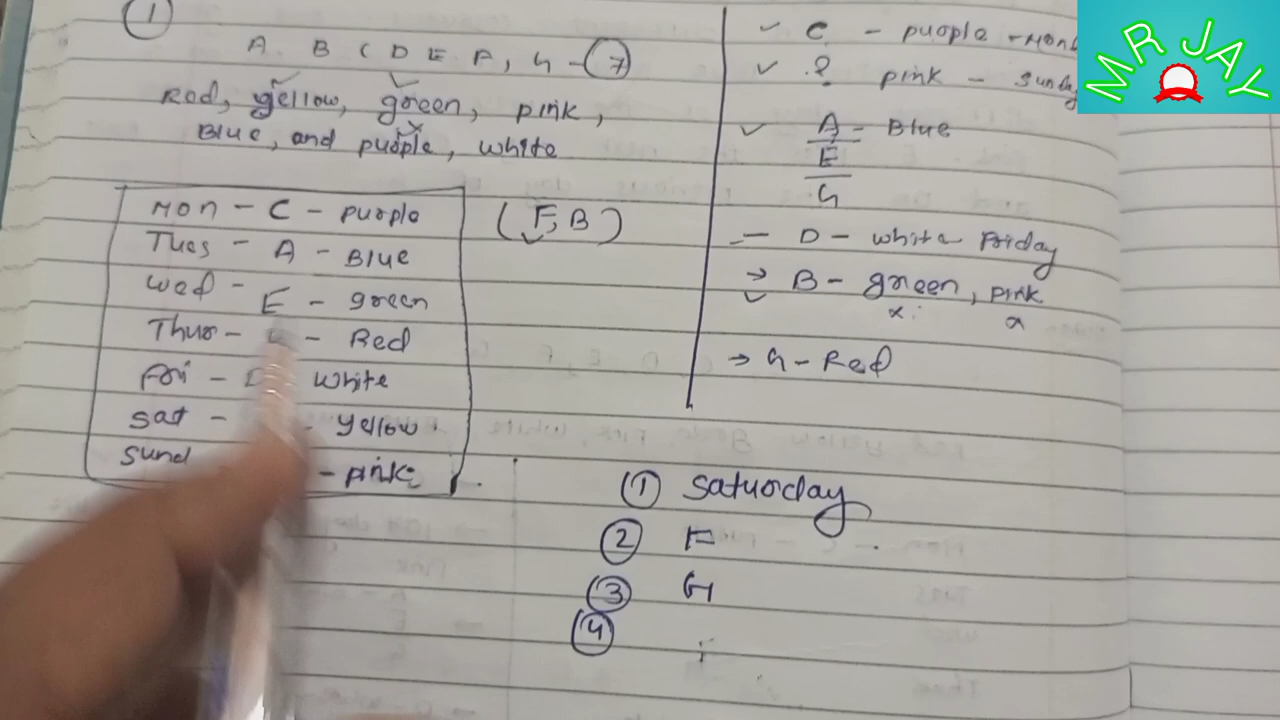 1
A B C D E F, G - 7
Red, yellow, green, pink,
Blue, and purple, white
Mon - C - purple
Tues - A - Blue
Wed - E - green
Thur - - Red
Fri - D white
Sat - yellow
Sund - pink
(F, B)
C - purple - Mon
? pink - Sunday
A - Blue
E
G
- D - white Friday
→ B - green, pink
x x
→ G - Red
1 Saturday
2 F
3 G
4
MR JAY